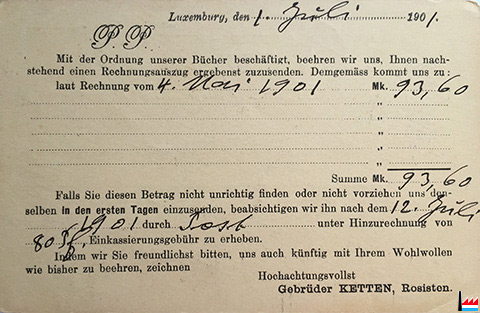 Luxemburg, den 1. Juli 1901.
P. P.
Mit der Ordnung unserer Bücher beschäftigt, beehren wir uns, Ihnen nach-
stehend einen Rechnungsauszug ergebenst zuzusenden. Demgemäss kommt uns zu:
laut Rechnung vom 4. Mai 1901 Mk. 93,60
"
"
"
"
Summe Mk. 93,60
Falls Sie diesen Betrag nicht unrichtig finden oder nicht vorziehen uns den-
selben in den ersten Tagen einzusenden, beabsichtigen wir ihn nach dem 12. Juli
1901 durch Post unter Hinzurechnung von
80 Pf, Einkassierungsgebühr zu erheben.
Indem wir Sie freundlichst bitten, uns auch künftig mit Ihrem Wohlwollen
wie bisher zu beehren, zeichnen
Hochachtungsvollst
Gebrüder KETTEN, Rosisten.